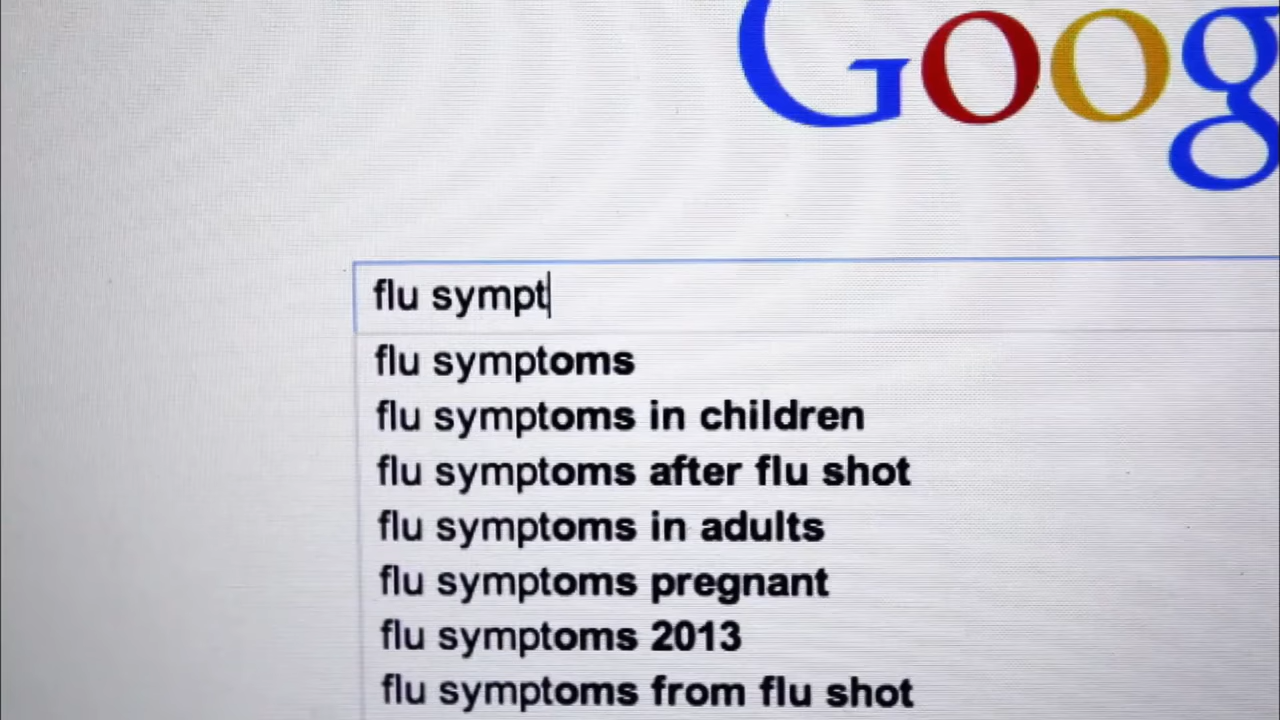 Goog
flu sympt
flu symptoms
flu symptoms in children
flu symptoms after flu shot
flu symptoms in adults
flu symptoms pregnant
flu symptoms 2013
flu symptoms from flu shot